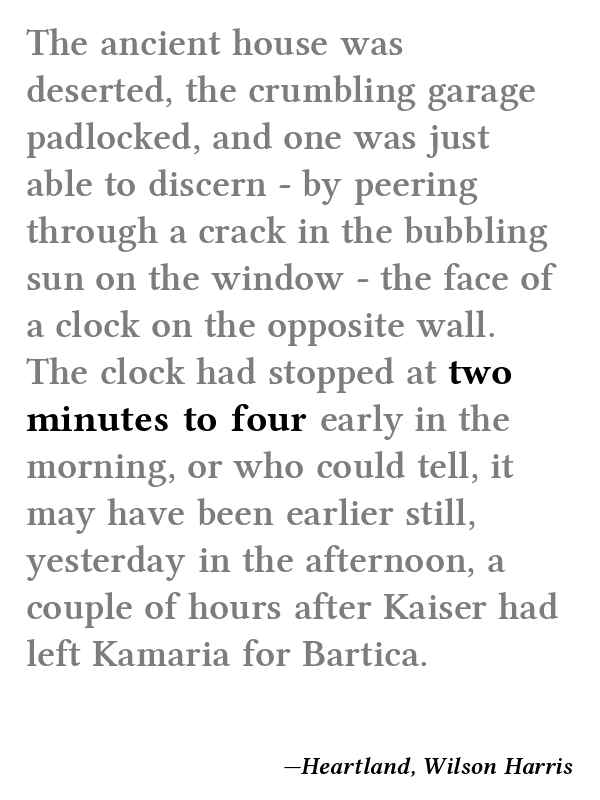 The ancient house was
deserted, the crumbling garage
padlocked, and one was just
able to discern - by peering
through a crack in the bubbling
sun on the window - the face of
a clock on the opposite wall.
The clock had stopped at two
minutes to four early in the
morning, or who could tell, it
may have been earlier still,
yesterday in the afternoon, a
couple of hours after Kaiser had
left Kamaria for Bartica.
—Heartland, Wilson Harris